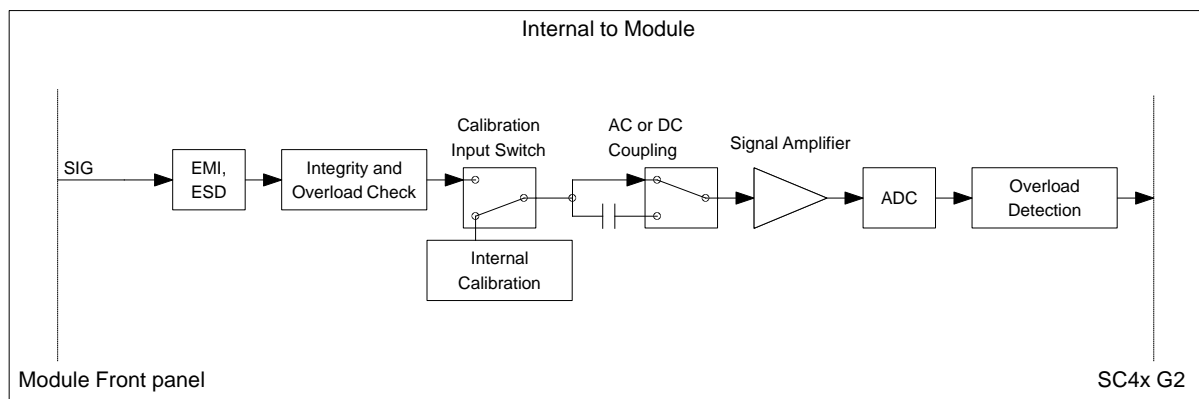 Internal to Module
Calibration
Input Switch
AC or DC
Coupling
Signal Amplifier
SIG
EMI,
ESD
Integrity and
Overload Check
ADC
Overload
Detection
Internal
Calibration
Module Front panel
SC4x G2